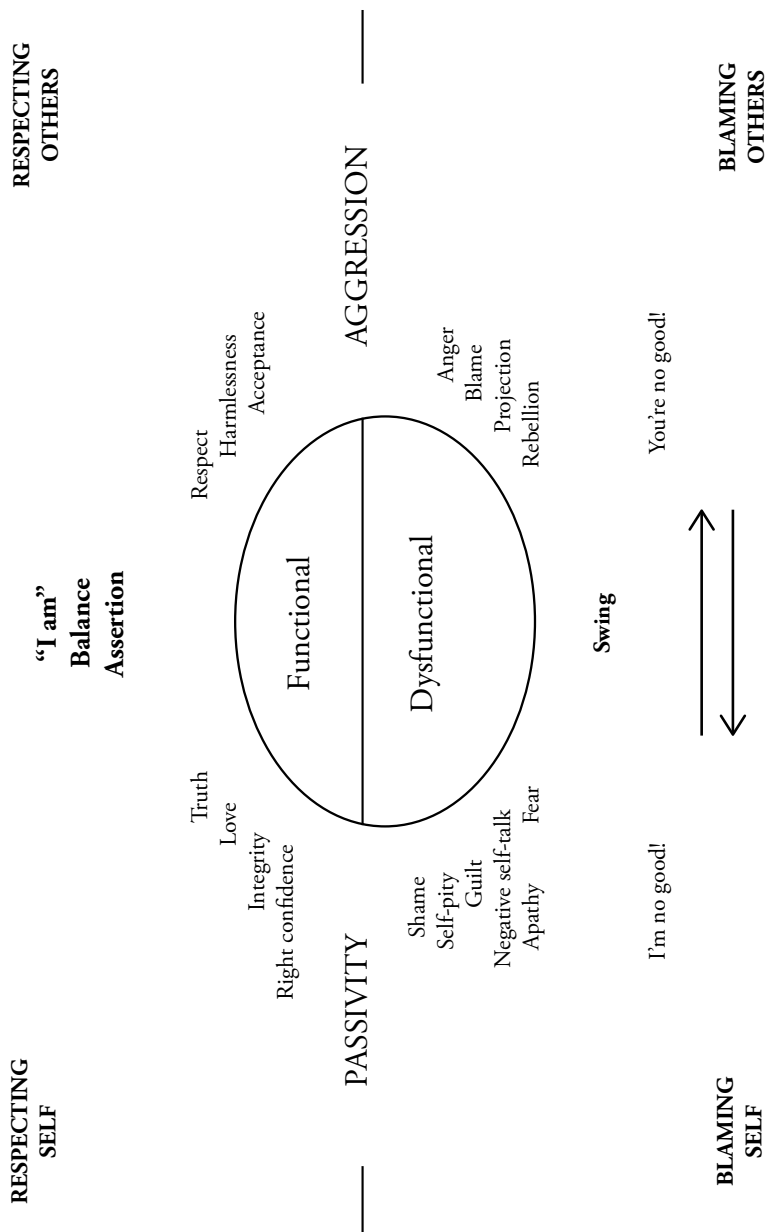 RESPECTING
SELF
“I am”
Balance
Assertion
RESPECTING
OTHERS
Truth
Love
Integrity
Right confidence
Respect
Harmlessness
Acceptance
Functional
PASSIVITY
AGGRESSION
Dysfunctional
Shame
Self-pity
Guilt
Negative self-talk
Apathy
Fear
Anger
Blame
Projection
Rebellion
Swing
I'm no good!
You're no good!
BLAMING
SELF
BLAMING
OTHERS